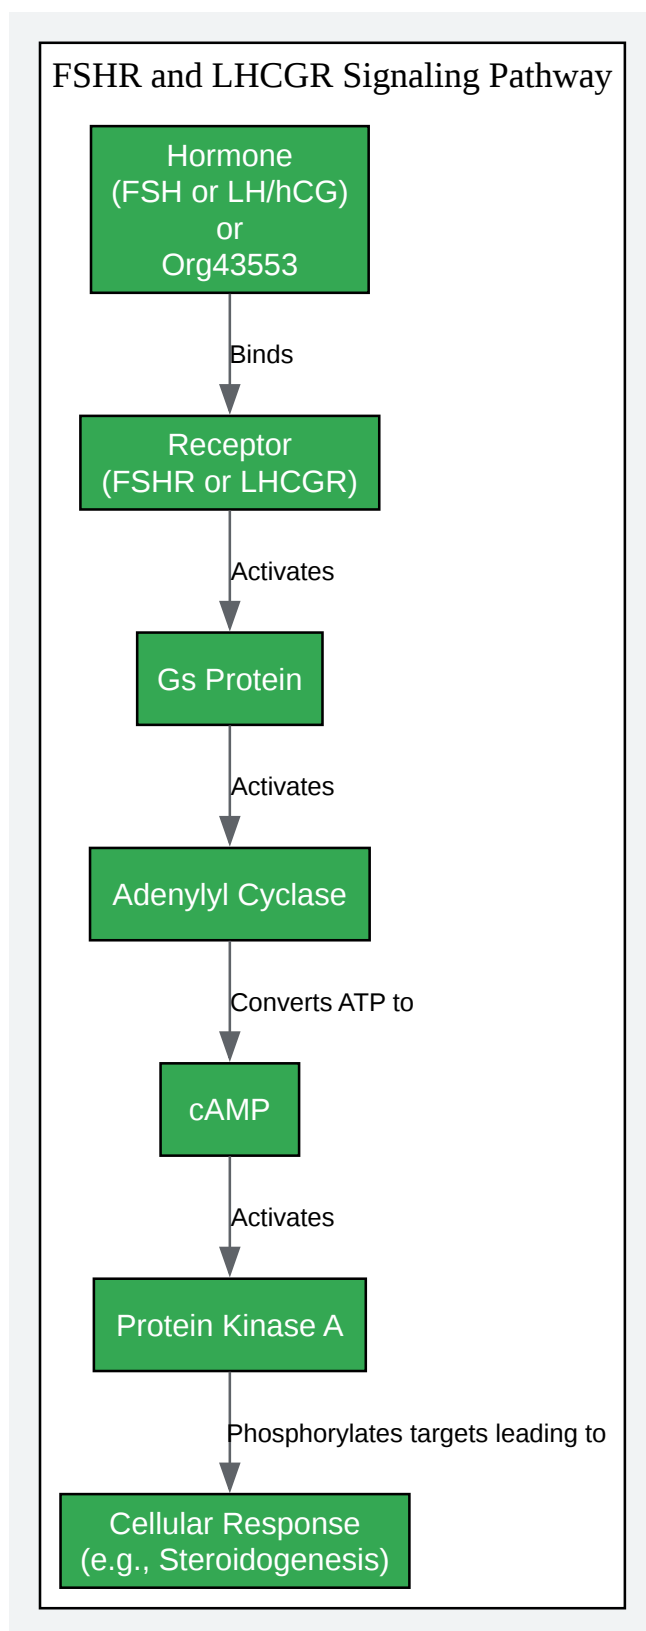 FSHR and LHCGR Signaling Pathway
Hormone
(FSH or LH/hCG)
or
Org43553
Binds
Receptor
(FSHR or LHCGR)
Activates
Gs Protein
Activates
Adenylyl Cyclase
Converts ATP to
cAMP
Activates
Protein Kinase A
Phosphorylates targets leading to
Cellular Response
(e.g., Steroidogenesis)